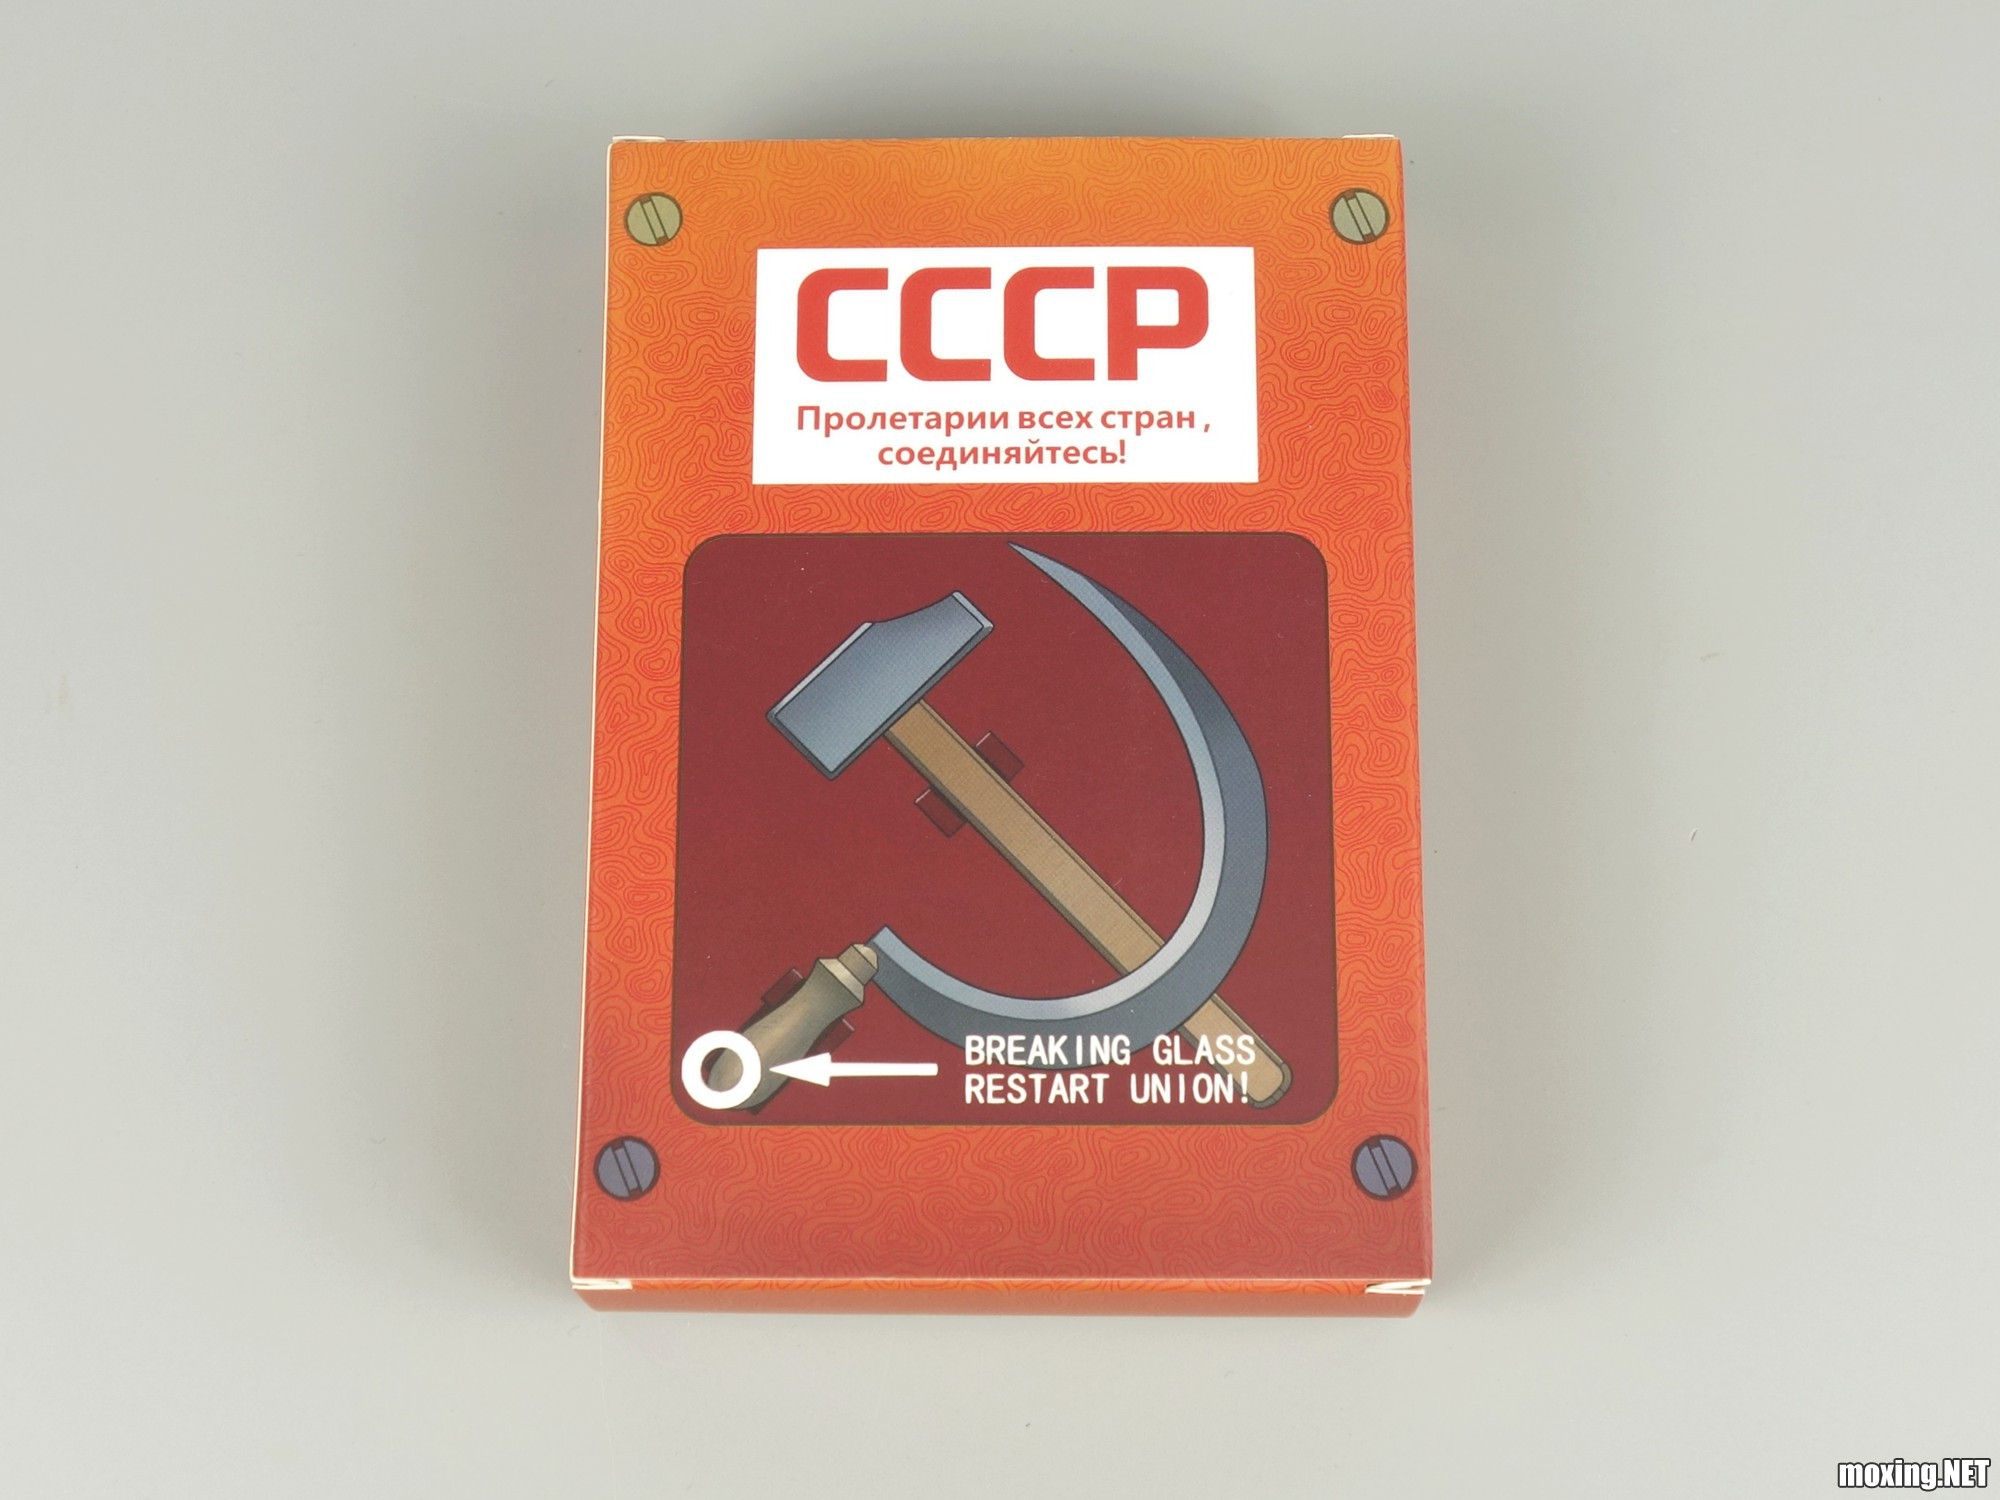 СССР
Пролетарии всех стран ,
соединяйтесь!
BREAKING GLASS
RESTART UNION!
moxing.NET